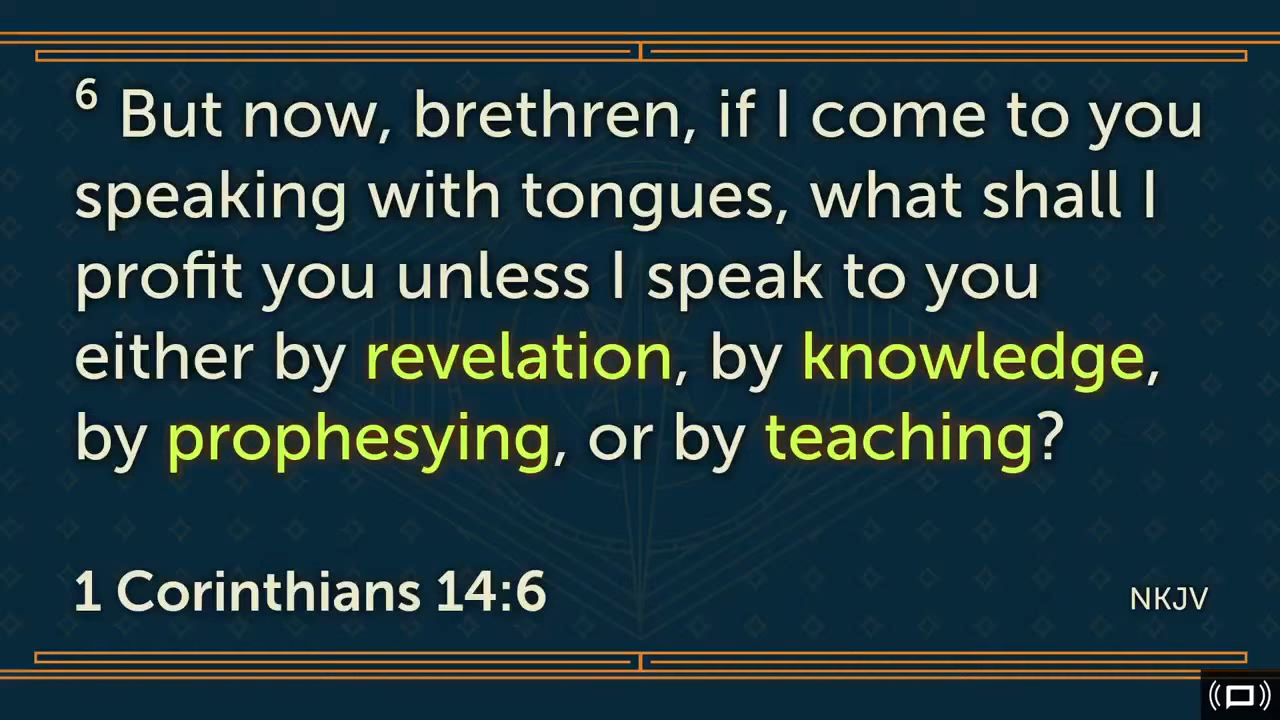 6 But now, brethren, if I come to you
speaking with tongues, what shall I
profit you unless I speak to you
either by revelation, by knowledge,
by prophesying, or by teaching?
1 Corinthians 14:6
NKJV